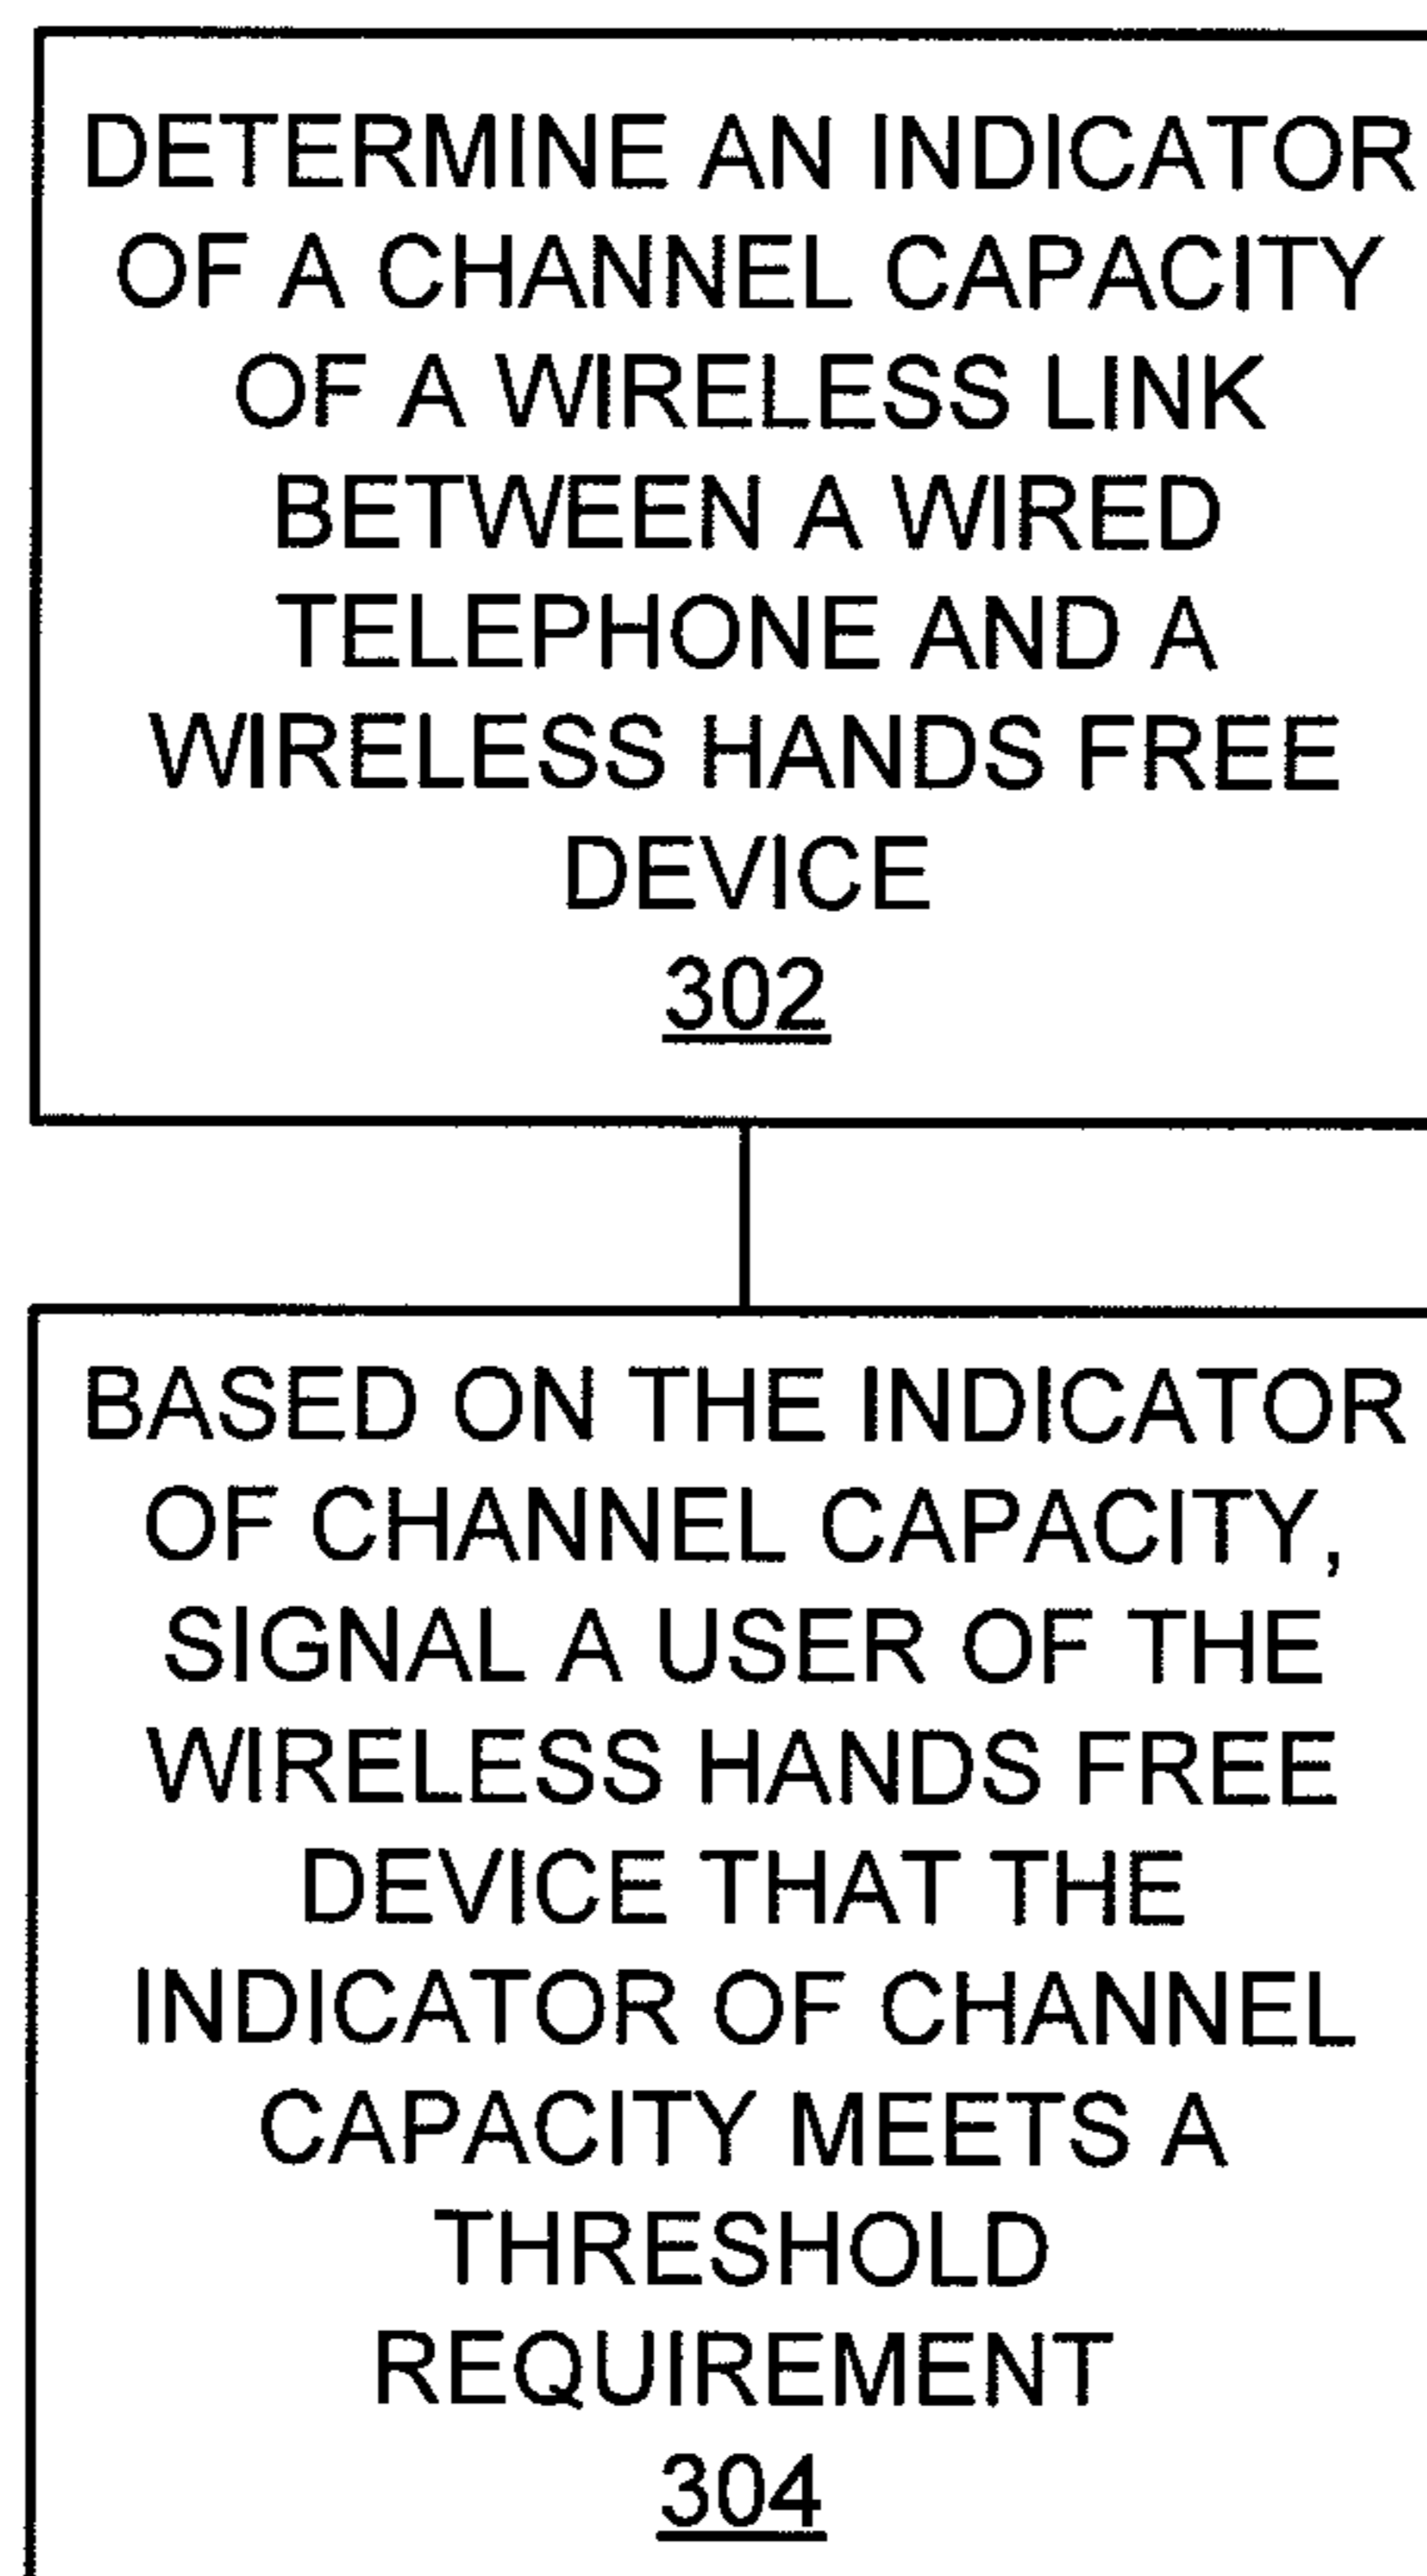 DETERMINE AN INDICATOR
OF A CHANNEL CAPACITY
OF A WIRELESS LINK
BETWEEN A WIRED
TELEPHONE AND A
WIRELESS HANDS FREE
DEVICE
302
BASED ON THE INDICATOR
OF CHANNEL CAPACITY,
SIGNAL A USER OF THE
WIRELESS HANDS FREE
DEVICE THAT THE
INDICATOR OF CHANNEL
CAPACITY MEETS A
THRESHOLD
REQUIREMENT
304